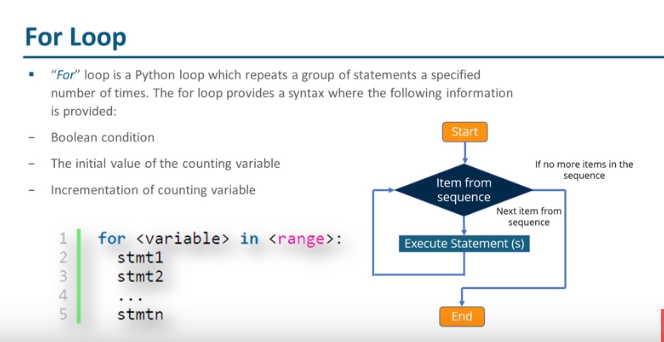 For Loop
▪ “For” loop is a Python loop which repeats a group of statements a specified
number of times. The for loop provides a syntax where the following information
is provided:
– Boolean condition
– The initial value of the counting variable
– Incrementation of counting variable
1 for <variable> in <range>:
2 stmt1
3 stmt2
4 ...
5 stmtn
Start
Item from
sequence
If no more items in the
sequence
Next item from
sequence
Execute Statement (s)
End